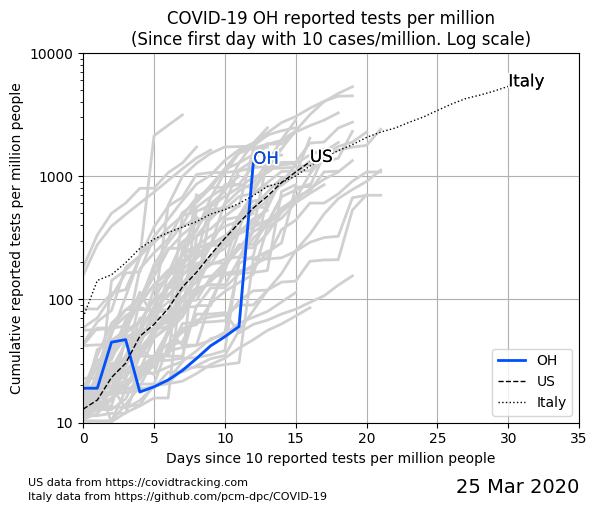 COVID-19 OH reported tests per million
(Since first day with 10 cases/million. Log scale)
Cumulative reported tests per million people
10000
1000
100
10
Italy
OH
US
OH
US
Italy
0 5 10 15 20 25 30 35
Days since 10 reported tests per million people
US data from https://covidtracking.com
Italy data from https://github.com/pcm-dpc/COVID-19
25 Mar 2020